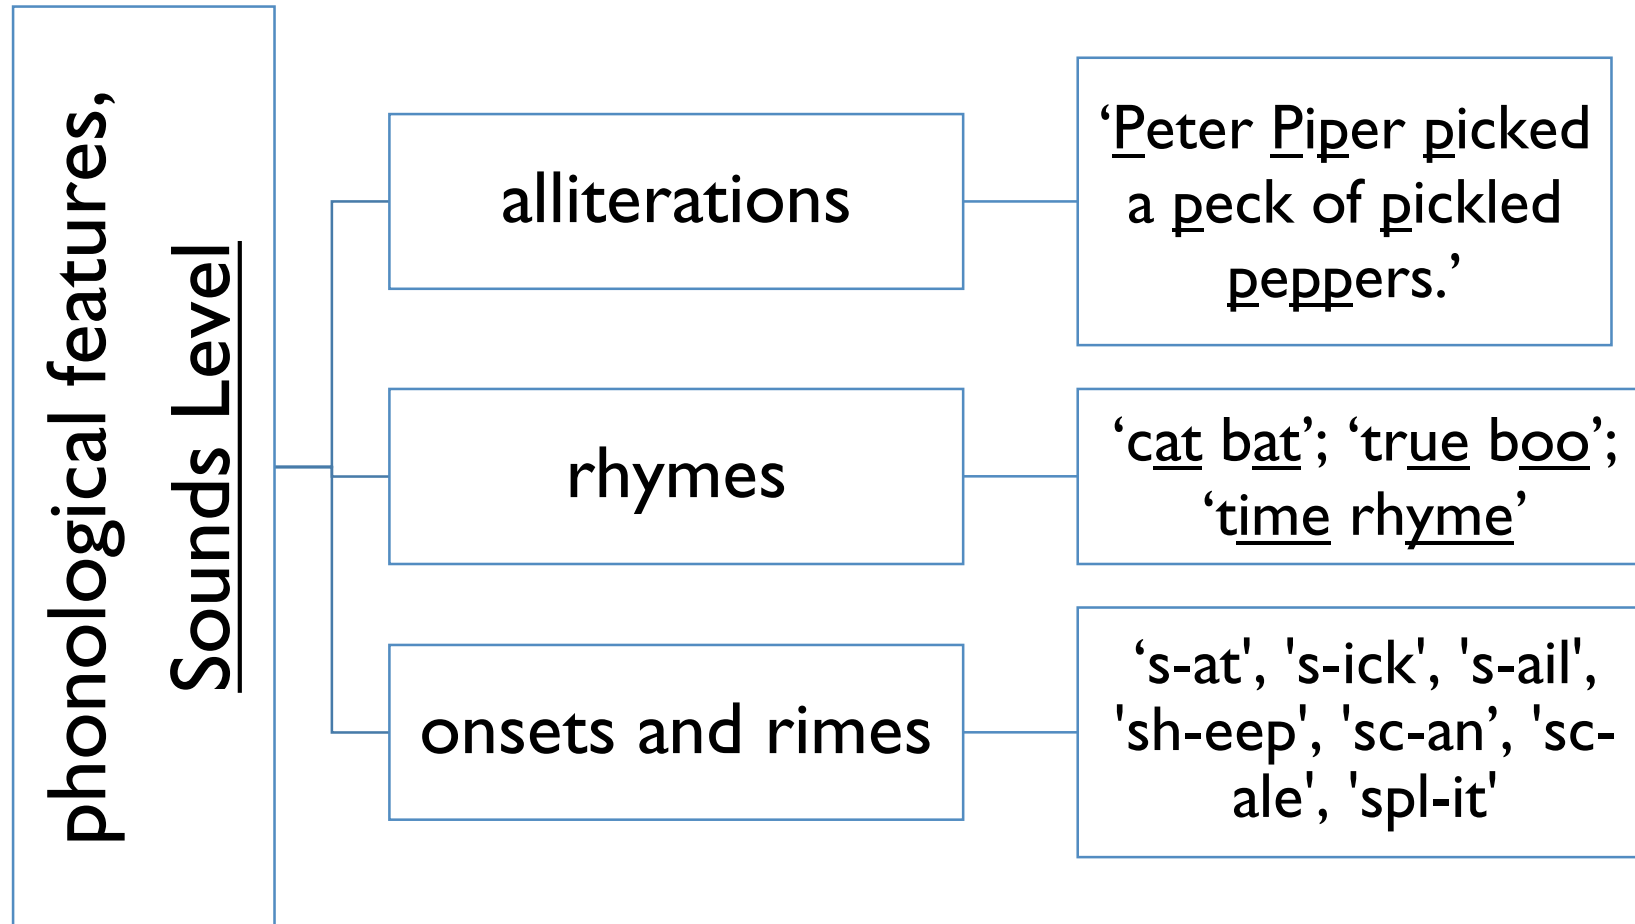 phonological features,
Sounds Level
alliterations
‘Peter Piper picked
a peck of pickled
peppers.’
rhymes
‘cat bat’; ‘true boo’;
‘time rhyme’
onsets and rimes
‘s-at', 's-ick', 's-ail',
'sh-eep', 'sc-an’, 'sc-
ale', 'spl-it'